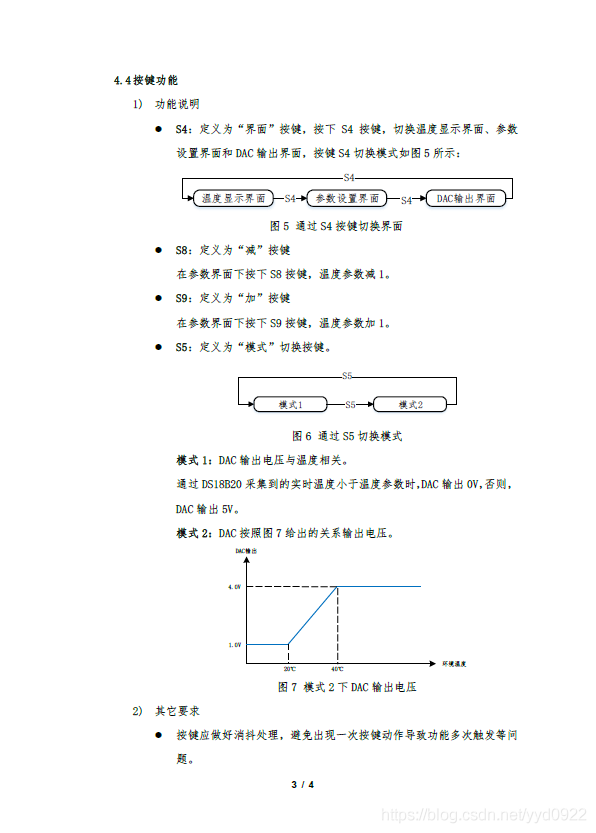 4.4按键功能
1) 功能说明
● S4：定义为“界面”按键，按下 S4 按键，切换温度显示界面、参数
设置界面和 DAC 输出界面，按键 S4 切换模式如图 5 所示：
S4
温度显示界面 S4 参数设置界面 S4 DAC输出界面
图 5 通过 S4 按键切换界面
● S8：定义为“减”按键
在参数界面下按下 S8 按键，温度参数减 1。
● S9：定义为“加”按键
在参数界面下按下 S9 按键，温度参数加 1。
● S5：定义为“模式”切换按键。
S5
模式1 S5 模式2
图 6 通过 S5 切换模式
模式 1：DAC 输出电压与温度相关。
通过 DS18B20 采集到的实时温度小于温度参数时,DAC 输出 0V,否则，
DAC 输出 5V。
模式 2：DAC 按照图 7 给出的关系输出电压。
DAC输出
4.0V
1.0V
20℃ 40℃ 环境温度
图 7 模式 2 下 DAC 输出电压
2) 其它要求
● 按键应做好消抖处理，避免出现一次按键动作导致功能多次触发等问
题。
3 / 4
https://blog.csdn.net/yyd0922